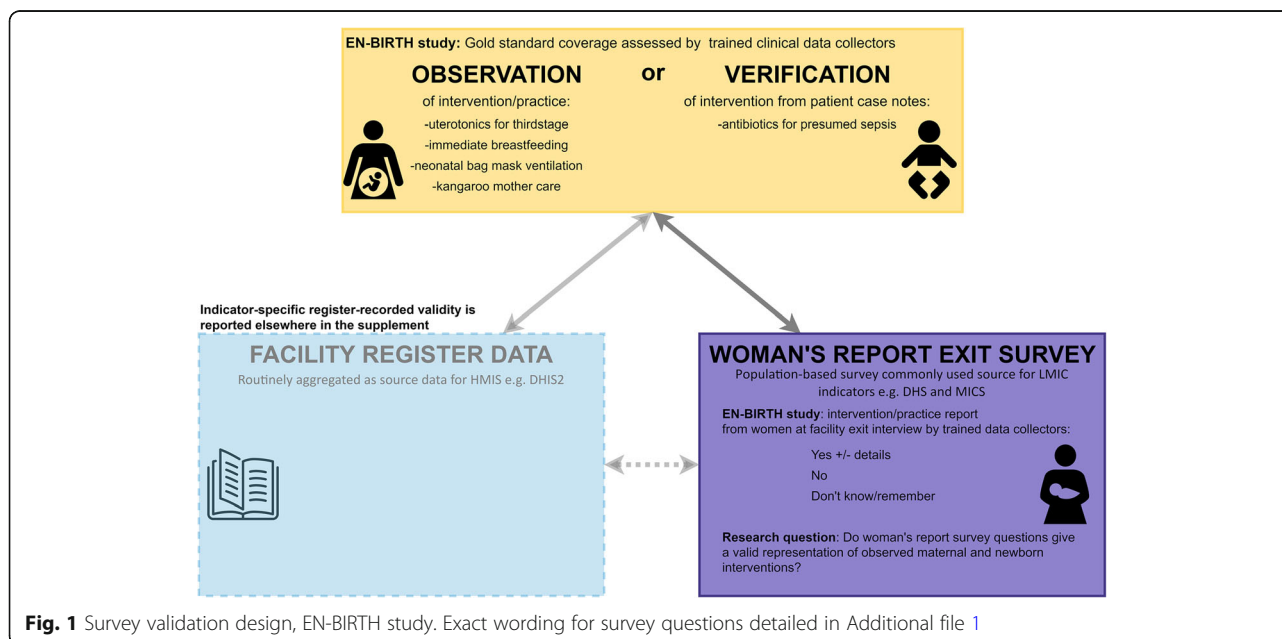 EN-BIRTH study: Gold standard coverage assessed by trained clinical data collectors
OBSERVATION or VERIFICATION
of intervention/practice:
-uterotonics for thirdstage
-immediate breastfeeding
-neonatal bag mask ventilation
-kangaroo mother care
of intervention from patient case notes:
-antibiotics for presumed sepsis
Indicator-specific register-recorded validity is
reported elsewhere in the supplement
FACILITY REGISTER DATA
Routinely aggregated as source data for HMIS e.g. DHIS2
WOMAN'S REPORT EXIT SURVEY
Population-based survey commonly used source for LMIC
indicators e.g. DHS and MICS
EN-BIRTH study: intervention/practice report
from women at facility exit interview by trained data collectors:
Yes +/- details
No
Don't know/remember
Research question: Do woman's report survey questions give
a valid representation of observed maternal and newborn
interventions?
Fig. 1 Survey validation design, EN-BIRTH study. Exact wording for survey questions detailed in Additional file 1